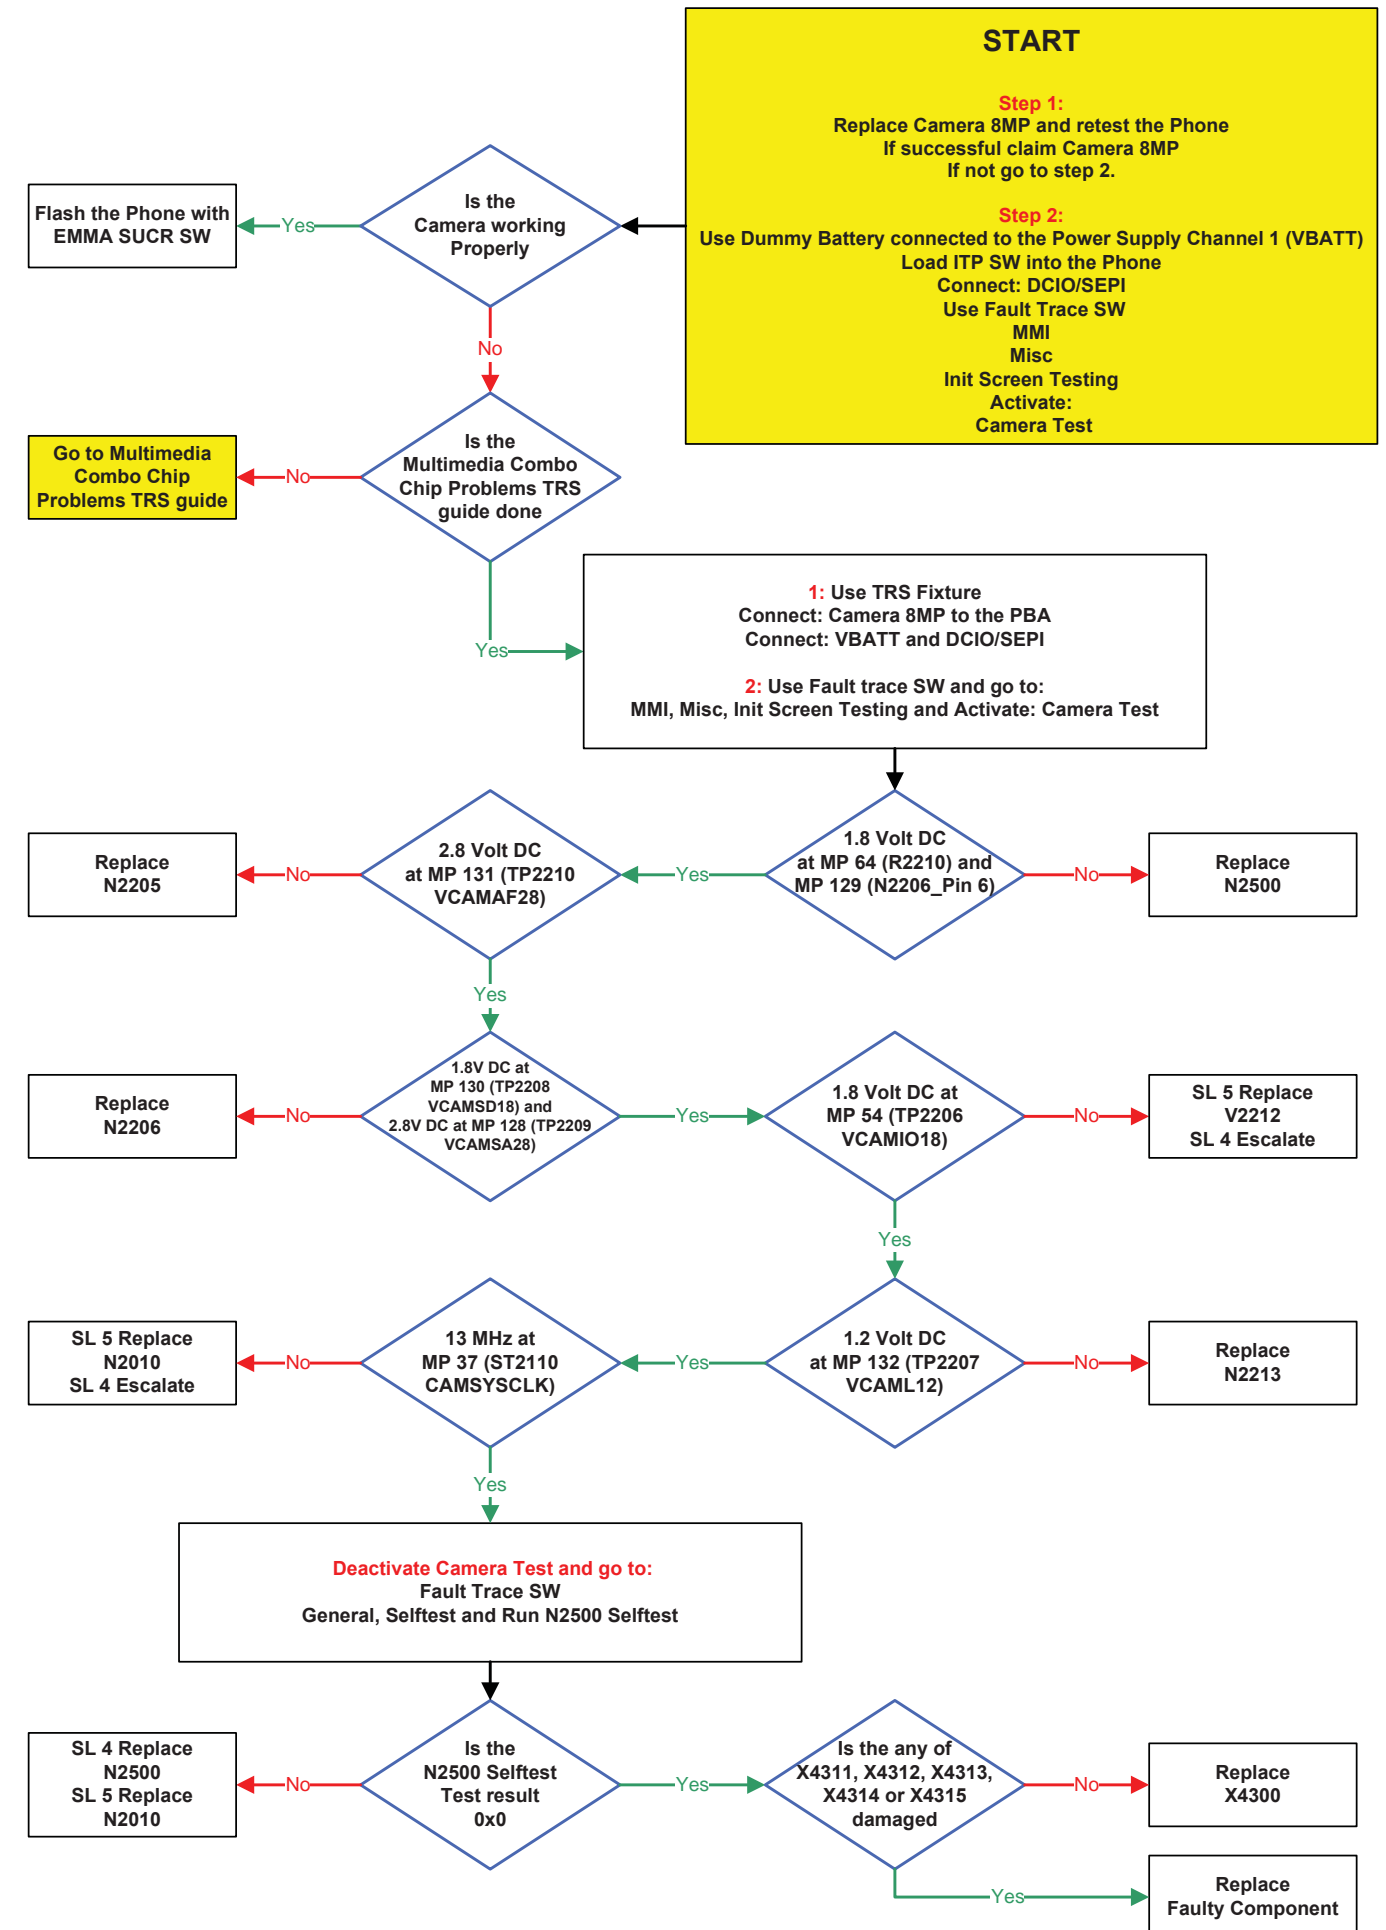 START
Step 1:
Replace Camera 8MP and retest the Phone
If successful claim Camera 8MP
If not go to step 2.
Step 2:
Use Dummy Battery connected to the Power Supply Channel 1 (VBATT)
Load ITP SW into the Phone
Connect: DCIO/SEPI
Use Fault Trace SW
MMI
Misc
Init Screen Testing
Activate:
Camera Test
Is the
Camera working
Properly
Yes
Flash the Phone with
EMMA SUCR SW
No
Is the
Multimedia Combo
Chip Problems TRS
guide done
No
Go to Multimedia
Combo Chip
Problems TRS guide
Yes
1: Use TRS Fixture
Connect: Camera 8MP to the PBA
Connect: VBATT and DCIO/SEPI
2: Use Fault trace SW and go to:
MMI, Misc, Init Screen Testing and Activate: Camera Test
1.8 Volt DC
at MP 64 (R2210) and
MP 129 (N2206_Pin 6)
No
Replace
N2500
Yes
2.8 Volt DC
at MP 131 (TP2210
VCAMAF28)
No
Replace
N2205
Yes
1.8V DC at
MP 130 (TP2208
VCAMSD18) and
2.8V DC at MP 128 (TP2209
VCAMSA28)
No
Replace
N2206
Yes
1.8 Volt DC at
MP 54 (TP2206
VCAMIO18)
No
SL 5 Replace
V2212
SL 4 Escalate
Yes
1.2 Volt DC
at MP 132 (TP2207
VCAML12)
No
Replace
N2213
Yes
13 MHz at
MP 37 (ST2110
CAMSYSCLK)
No
SL 5 Replace
N2010
SL 4 Escalate
Yes
Deactivate Camera Test and go to:
Fault Trace SW
General, Selftest and Run N2500 Selftest
Is the
N2500 Selftest
Test result
0x0
No
SL 4 Replace
N2500
SL 5 Replace
N2010
Yes
Is the any of
X4311, X4312, X4313,
X4314 or X4315
damaged
No
Replace
X4300
Yes
Replace
Faulty Component